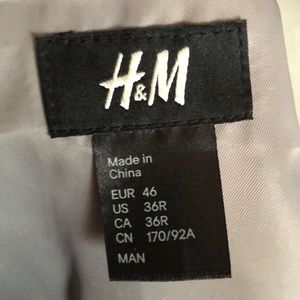 H&M
Made in
China
EUR 46
US 36R
CA 36R
CN 170/92A
MAN